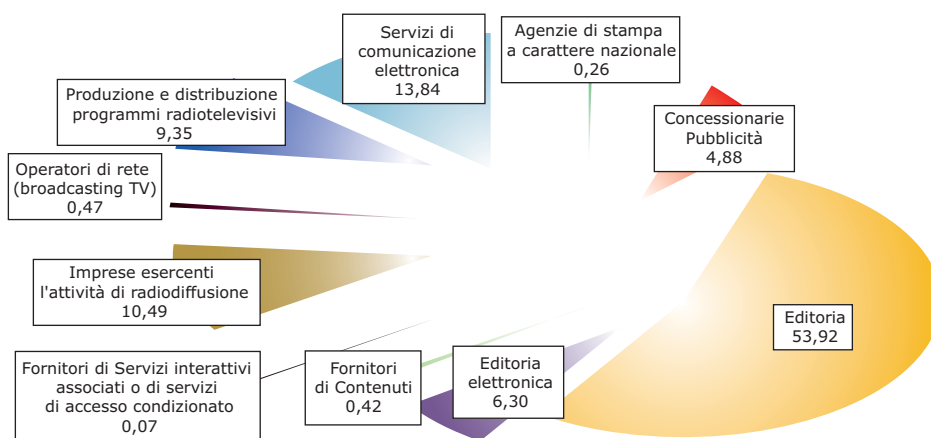 Servizi di
comunicazione
elettronica
13,84
Agenzie di stampa
a carattere nazionale
0,26
Produzione e distribuzione
programmi radiotelevisivi
9,35
Concessionarie
Pubblicità
4,88
Operatori di rete
(broadcasting TV)
0,47
Imprese esercenti
l'attività di radiodiffusione
10,49
Editoria
53,92
Fornitori di Servizi interattivi
associati o di servizi
di accesso condizionato
0,07
Fornitori
di Contenuti
0,42
Editoria
elettronica
6,30